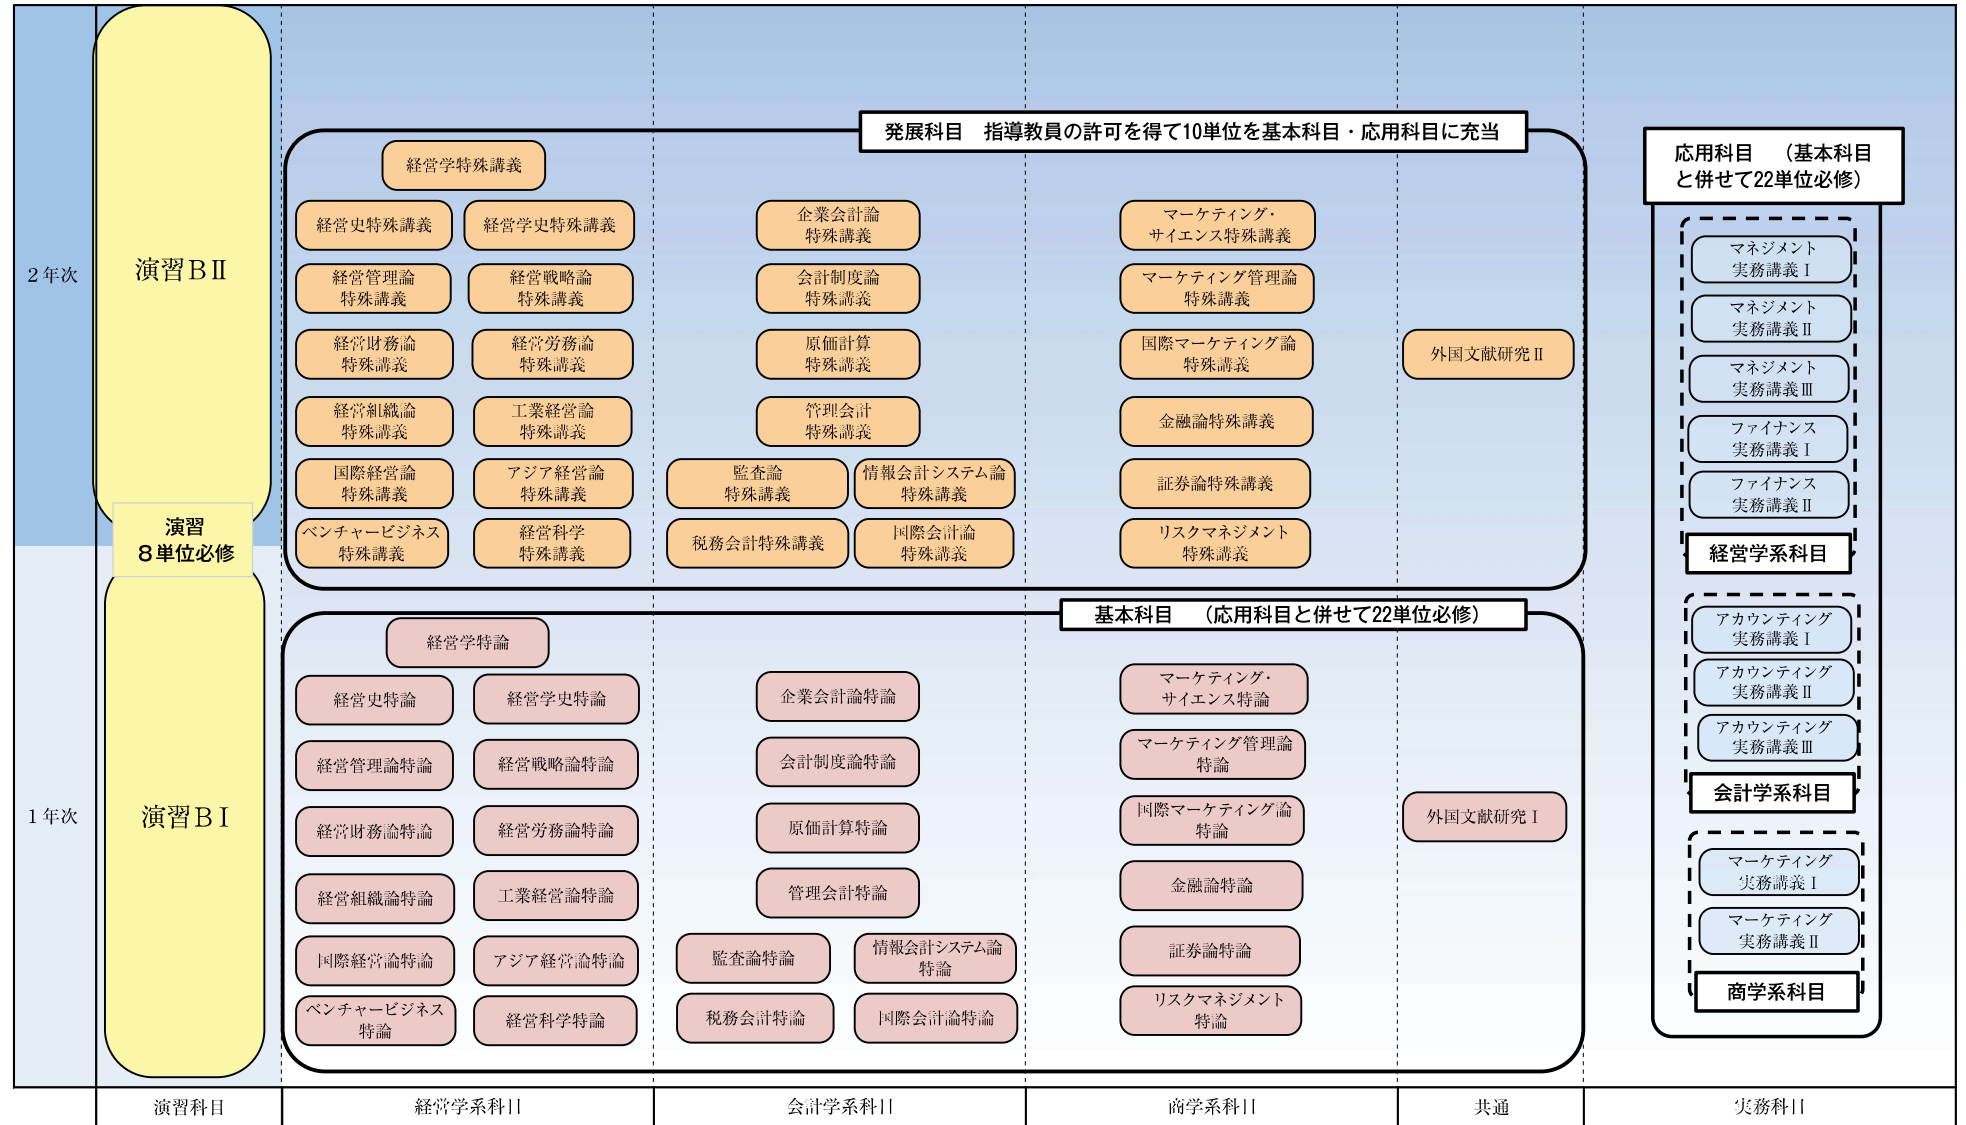 発展科目　指導教員の許可を得て10単位を基本科目・応用科目に充当
応用科目　（基本科目
と併せて22単位必修）
2年次
演習BⅡ
経営学特殊講義
経営史特殊講義
経営学史特殊講義
経営管理論
特殊講義
経営戦略論
特殊講義
経営財務論
特殊講義
経営労務論
特殊講義
経営組織論
特殊講義
工業経営論
特殊講義
国際経営論
特殊講義
アジア経営論
特殊講義
ベンチャービジネス
特殊講義
経営科学
特殊講義
企業会計論
特殊講義
会計制度論
特殊講義
原価計算
特殊講義
管理会計
特殊講義
監査論
特殊講義
情報会計システム論
特殊講義
税務会計特殊講義
国際会計論
特殊講義
マーケティング・
サイエンス特殊講義
マーケティング管理論
特殊講義
国際マーケティング論
特殊講義
金融論特殊講義
証券論特殊講義
リスクマネジメント
特殊講義
外国文献研究Ⅱ
マネジメント
実務講義Ⅰ
マネジメント
実務講義Ⅱ
マネジメント
実務講義Ⅲ
ファイナンス
実務講義Ⅰ
ファイナンス
実務講義Ⅱ
経営学系科目
演習
8単位必修
基本科目　（応用科目と併せて22単位必修）
1年次
演習BⅠ
経営学特論
経営史特論
経営学史特論
経営管理論特論
経営戦略論特論
経営財務論特論
経営労務論特論
経営組織論特論
工業経営論特論
国際経営論特論
アジア経営論特論
ベンチャービジネス
特論
経営科学特論
企業会計論特論
会計制度論特論
原価計算特論
管理会計特論
監査論特論
情報会計システム論
特論
税務会計特論
国際会計論特論
マーケティング・
サイエンス特論
マーケティング管理論
特論
国際マーケティング論
特論
金融論特論
証券論特論
リスクマネジメント
特論
外国文献研究Ⅰ
アカウンティング
実務講義Ⅰ
アカウンティング
実務講義Ⅱ
アカウンティング
実務講義Ⅲ
会計学系科目
マーケティング
実務講義Ⅰ
マーケティング
実務講義Ⅱ
商学系科目
演習科目
経営学系科目
会計学系科目
商学系科目
共通
実務科目